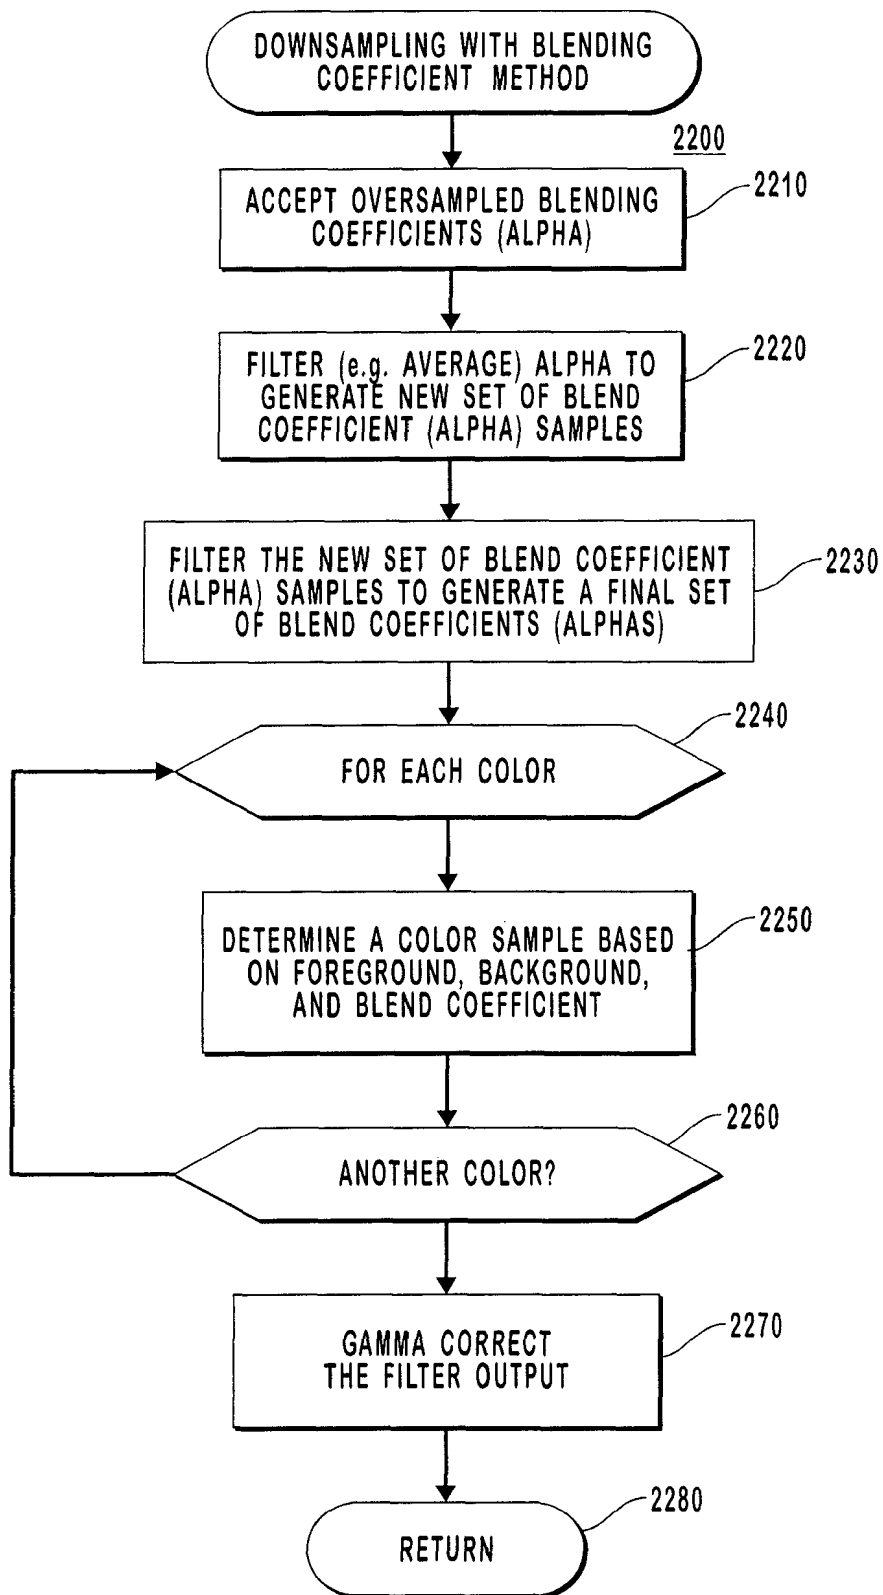 DOWNSAMPLING WITH BLENDING
COEFFICIENT METHOD
2200
2210
ACCEPT OVERSAMPLED BLENDING
COEFFICIENTS (ALPHA)
2220
FILTER (e.g. AVERAGE) ALPHA TO
GENERATE NEW SET OF BLEND
COEFFICIENT (ALPHA) SAMPLES
2230
FILTER THE NEW SET OF BLEND COEFFICIENT
(ALPHA) SAMPLES TO GENERATE A FINAL SET
OF BLEND COEFFICIENTS (ALPHAS)
2240
FOR EACH COLOR
2250
DETERMINE A COLOR SAMPLE BASED
ON FOREGROUND, BACKGROUND,
AND BLEND COEFFICIENT
2260
ANOTHER COLOR?
2270
GAMMA CORRECT
THE FILTER OUTPUT
2280
RETURN